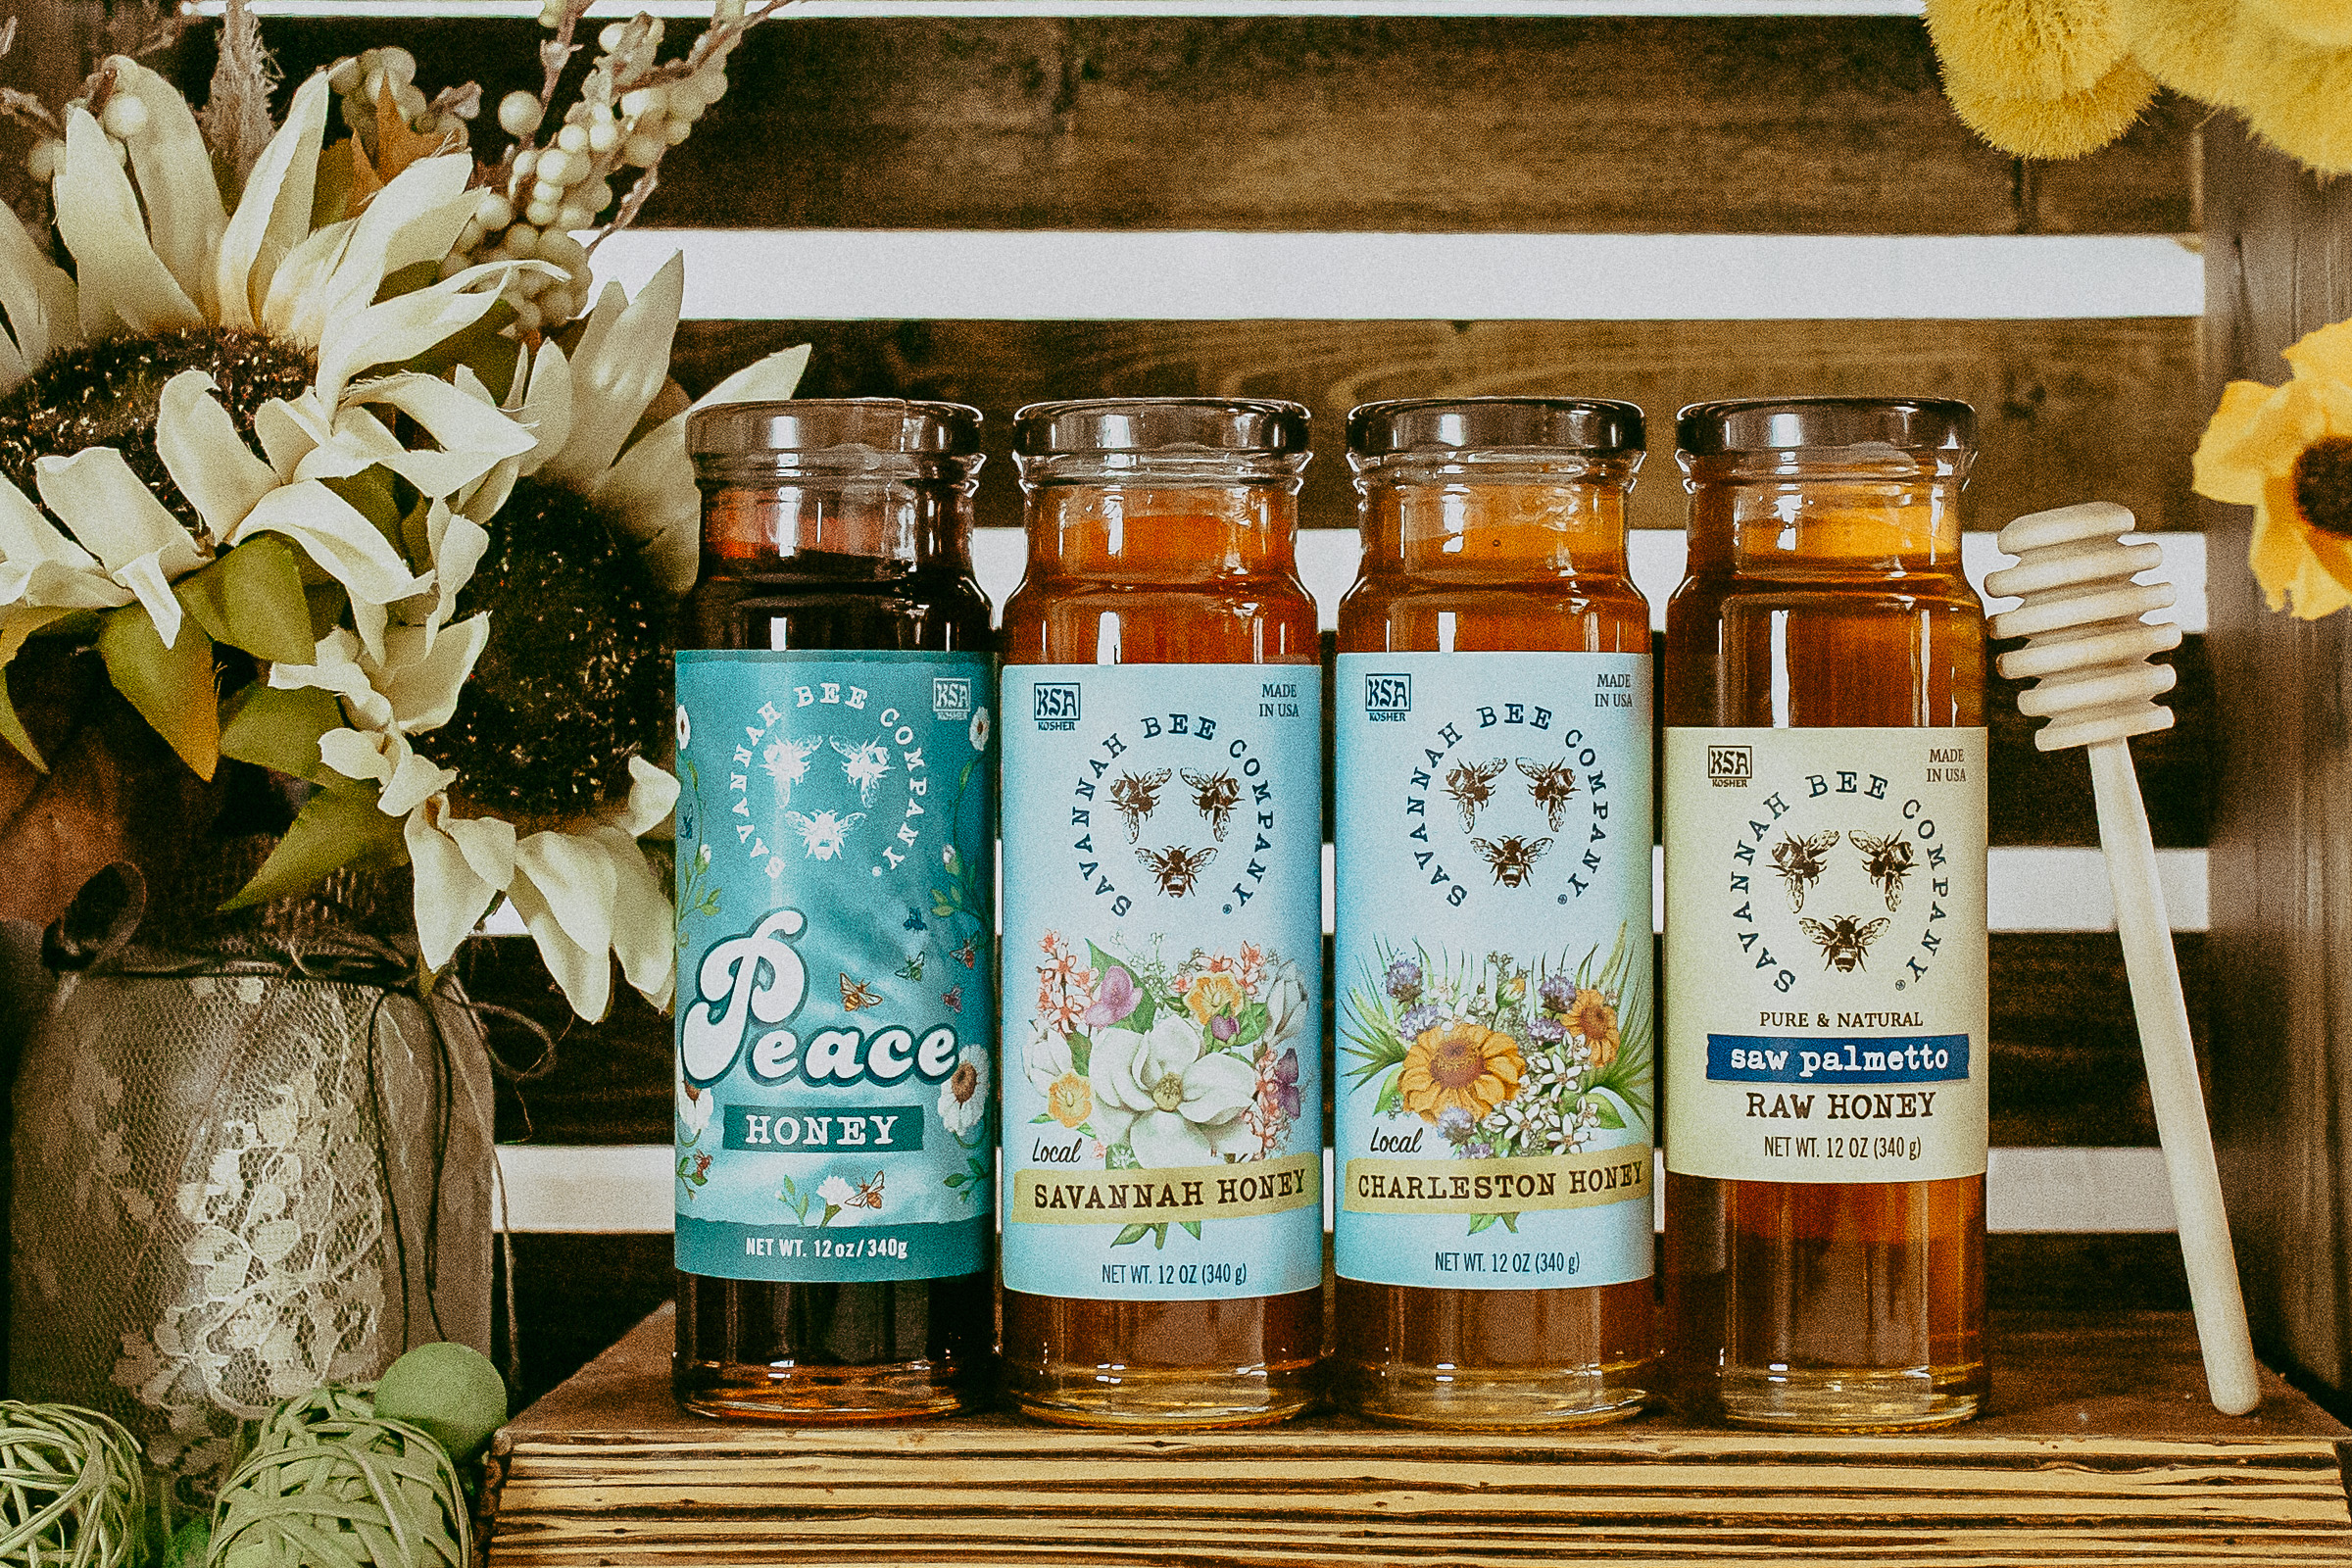 KSA
SAVANNAH BEE COMPANY®
Peace
HONEY
NET WT. 12 oz/340g
KSA
KOSHER
MADE
IN USA
SAVANNAH BEE COMPANY®
Local
SAVANNAH HONEY
NET WT. 12 OZ (340 g)
KSA
KOSHER
MADE
IN USA
SAVANNAH BEE COMPANY®
Local
CHARLESTON HONEY
NET WT. 12 OZ (340 g)
KSA
KOSHER
MADE
IN USA
SAVANNAH BEE COMPANY®
PURE & NATURAL
saw palmetto
RAW HONEY
NET WT. 12 OZ (340 g)